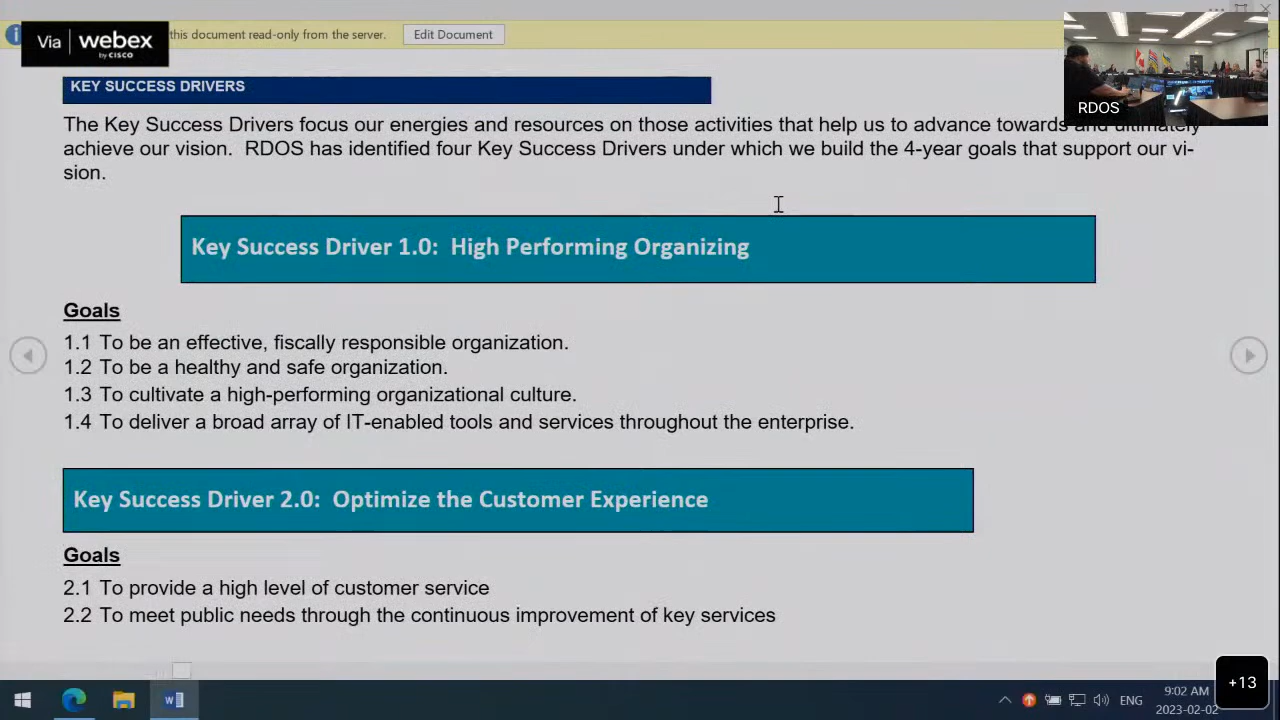 Via webex
by CISCO
this document read-only from the server.
Edit Document
RDOS
KEY SUCCESS DRIVERS
The Key Success Drivers focus our energies and resources on those activities that help us to advance towards and ultimately
achieve our vision. RDOS has identified four Key Success Drivers under which we build the 4-year goals that support our vi-
sion.
Key Success Driver 1.0: High Performing Organizing
Goals
1.1 To be an effective, fiscally responsible organization.
1.2 To be a healthy and safe organization.
1.3 To cultivate a high-performing organizational culture.
1.4 To deliver a broad array of IT-enabled tools and services throughout the enterprise.
Key Success Driver 2.0: Optimize the Customer Experience
Goals
2.1 To provide a high level of customer service
2.2 To meet public needs through the continuous improvement of key services
+13
ENG
9:02 AM
2023-02-02